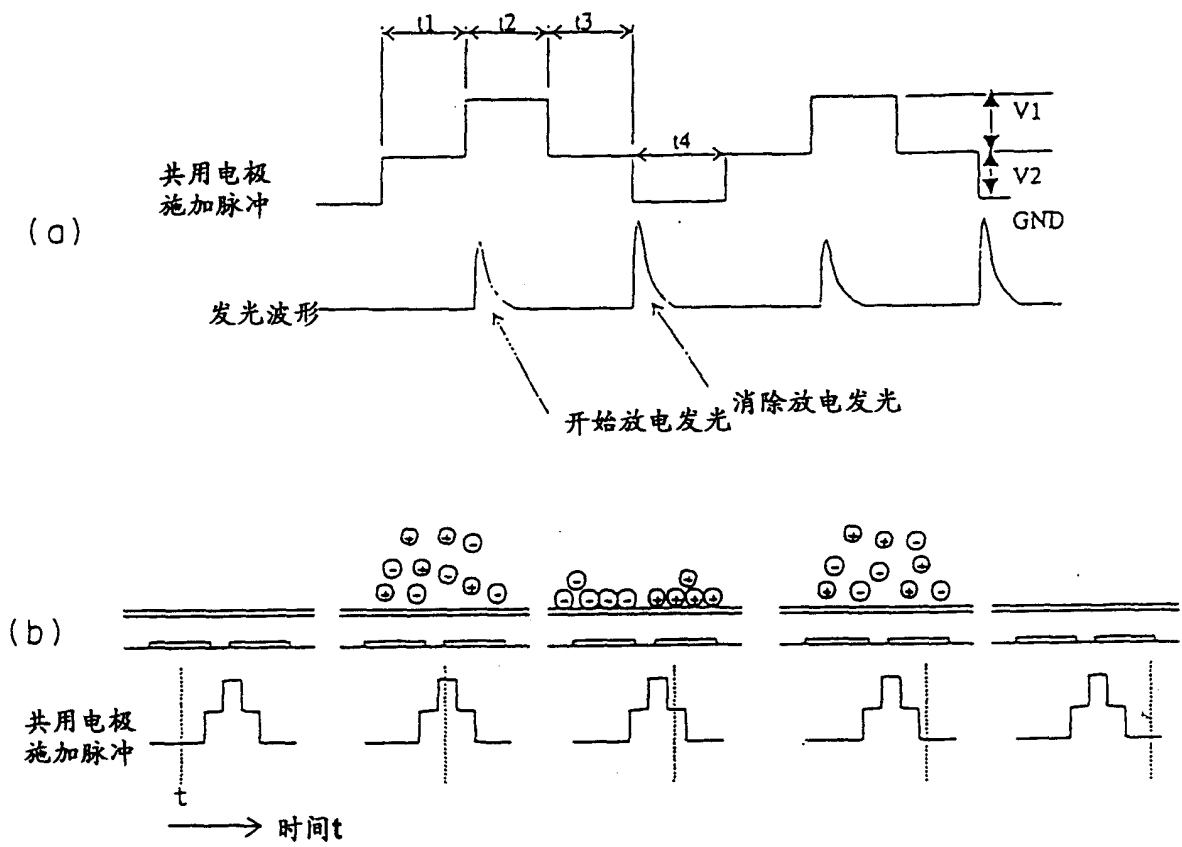 t1 t2 t3
t4
V1
V2
GND
共用电极
施加脉冲
(a)
发光波形
开始放电发光
消除放电发光
(b)
共用电极
施加脉冲
t
时间t